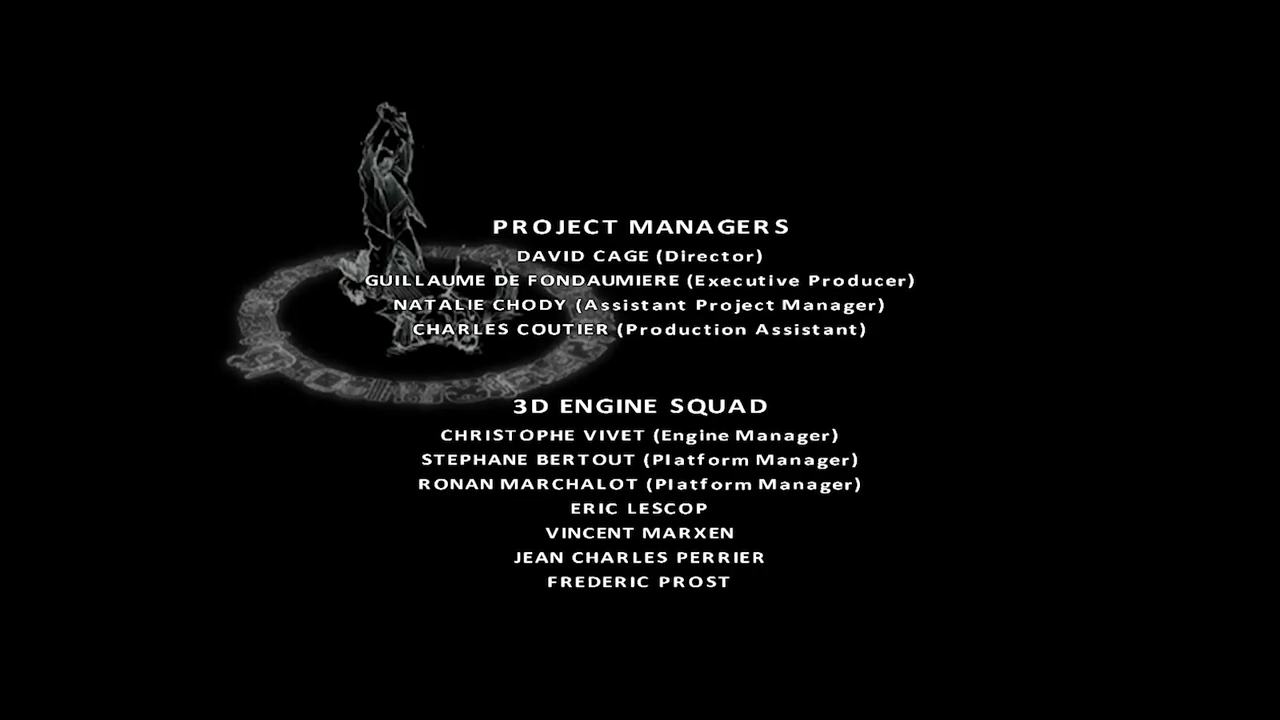 PROJECT MANAGERS
DAVID CAGE (Director)
GUILLAUME DE FONDAUMIERE (Executive Producer)
NATALIE CHODY (Assistant Project Manager)
CHARLES COUTIER (Production Assistant)
3D ENGINE SQUAD
CHRISTOPHE VIVET (Engine Manager)
STEPHANE BERTOUT (Platform Manager)
RONAN MARCHALOT (Platform Manager)
ERIC LESCOP
VINCENT MARXEN
JEAN CHARLES PERRIER
FREDERIC PROST